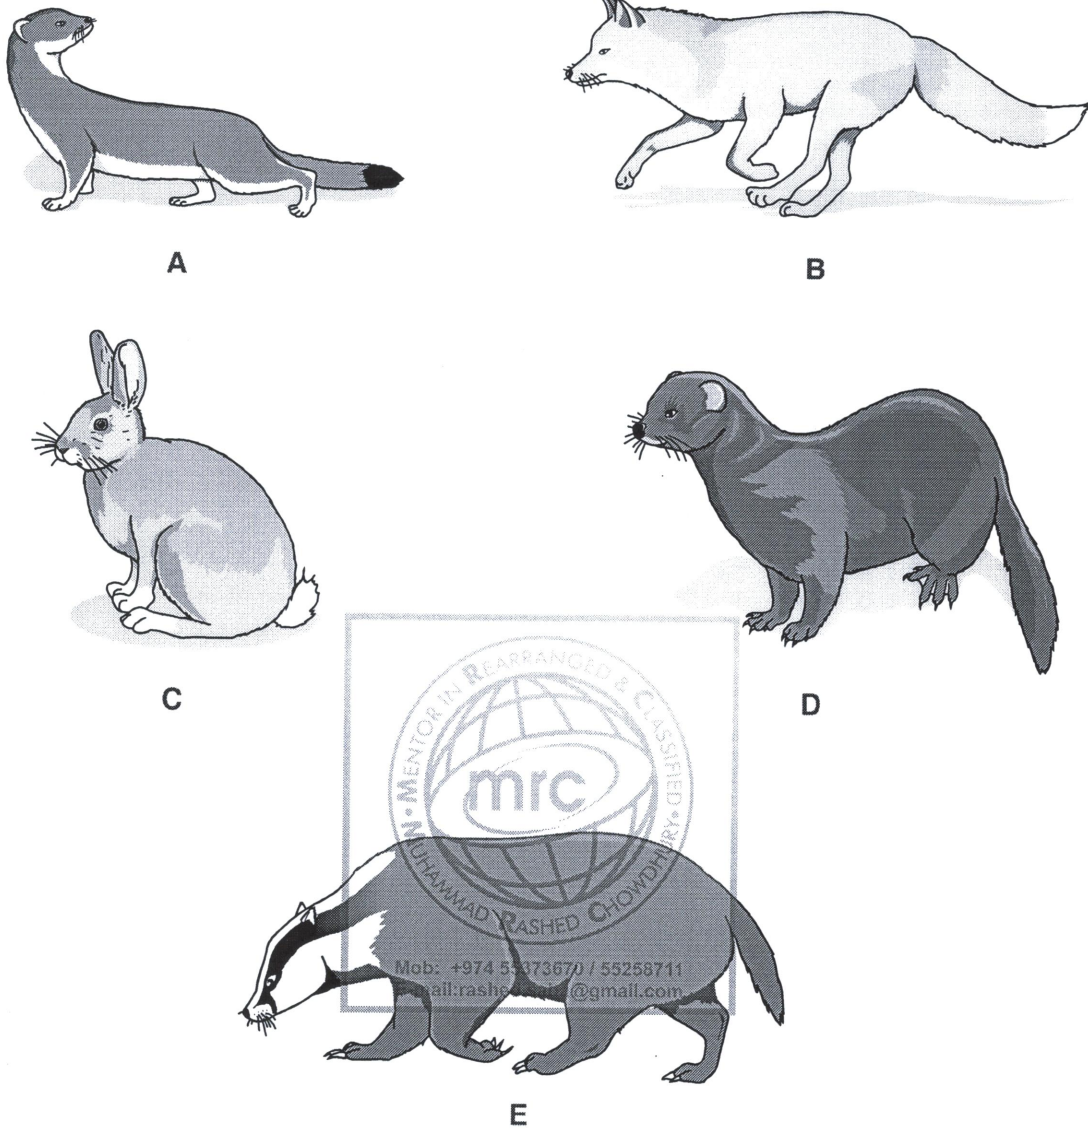 A
B
C
D
MENTOR IN REARRANGED & CLASSIFIED
mrc
MUHAMMAD RASHED CHOWDHURY
Mob: +974 55373670 / 55258711
E